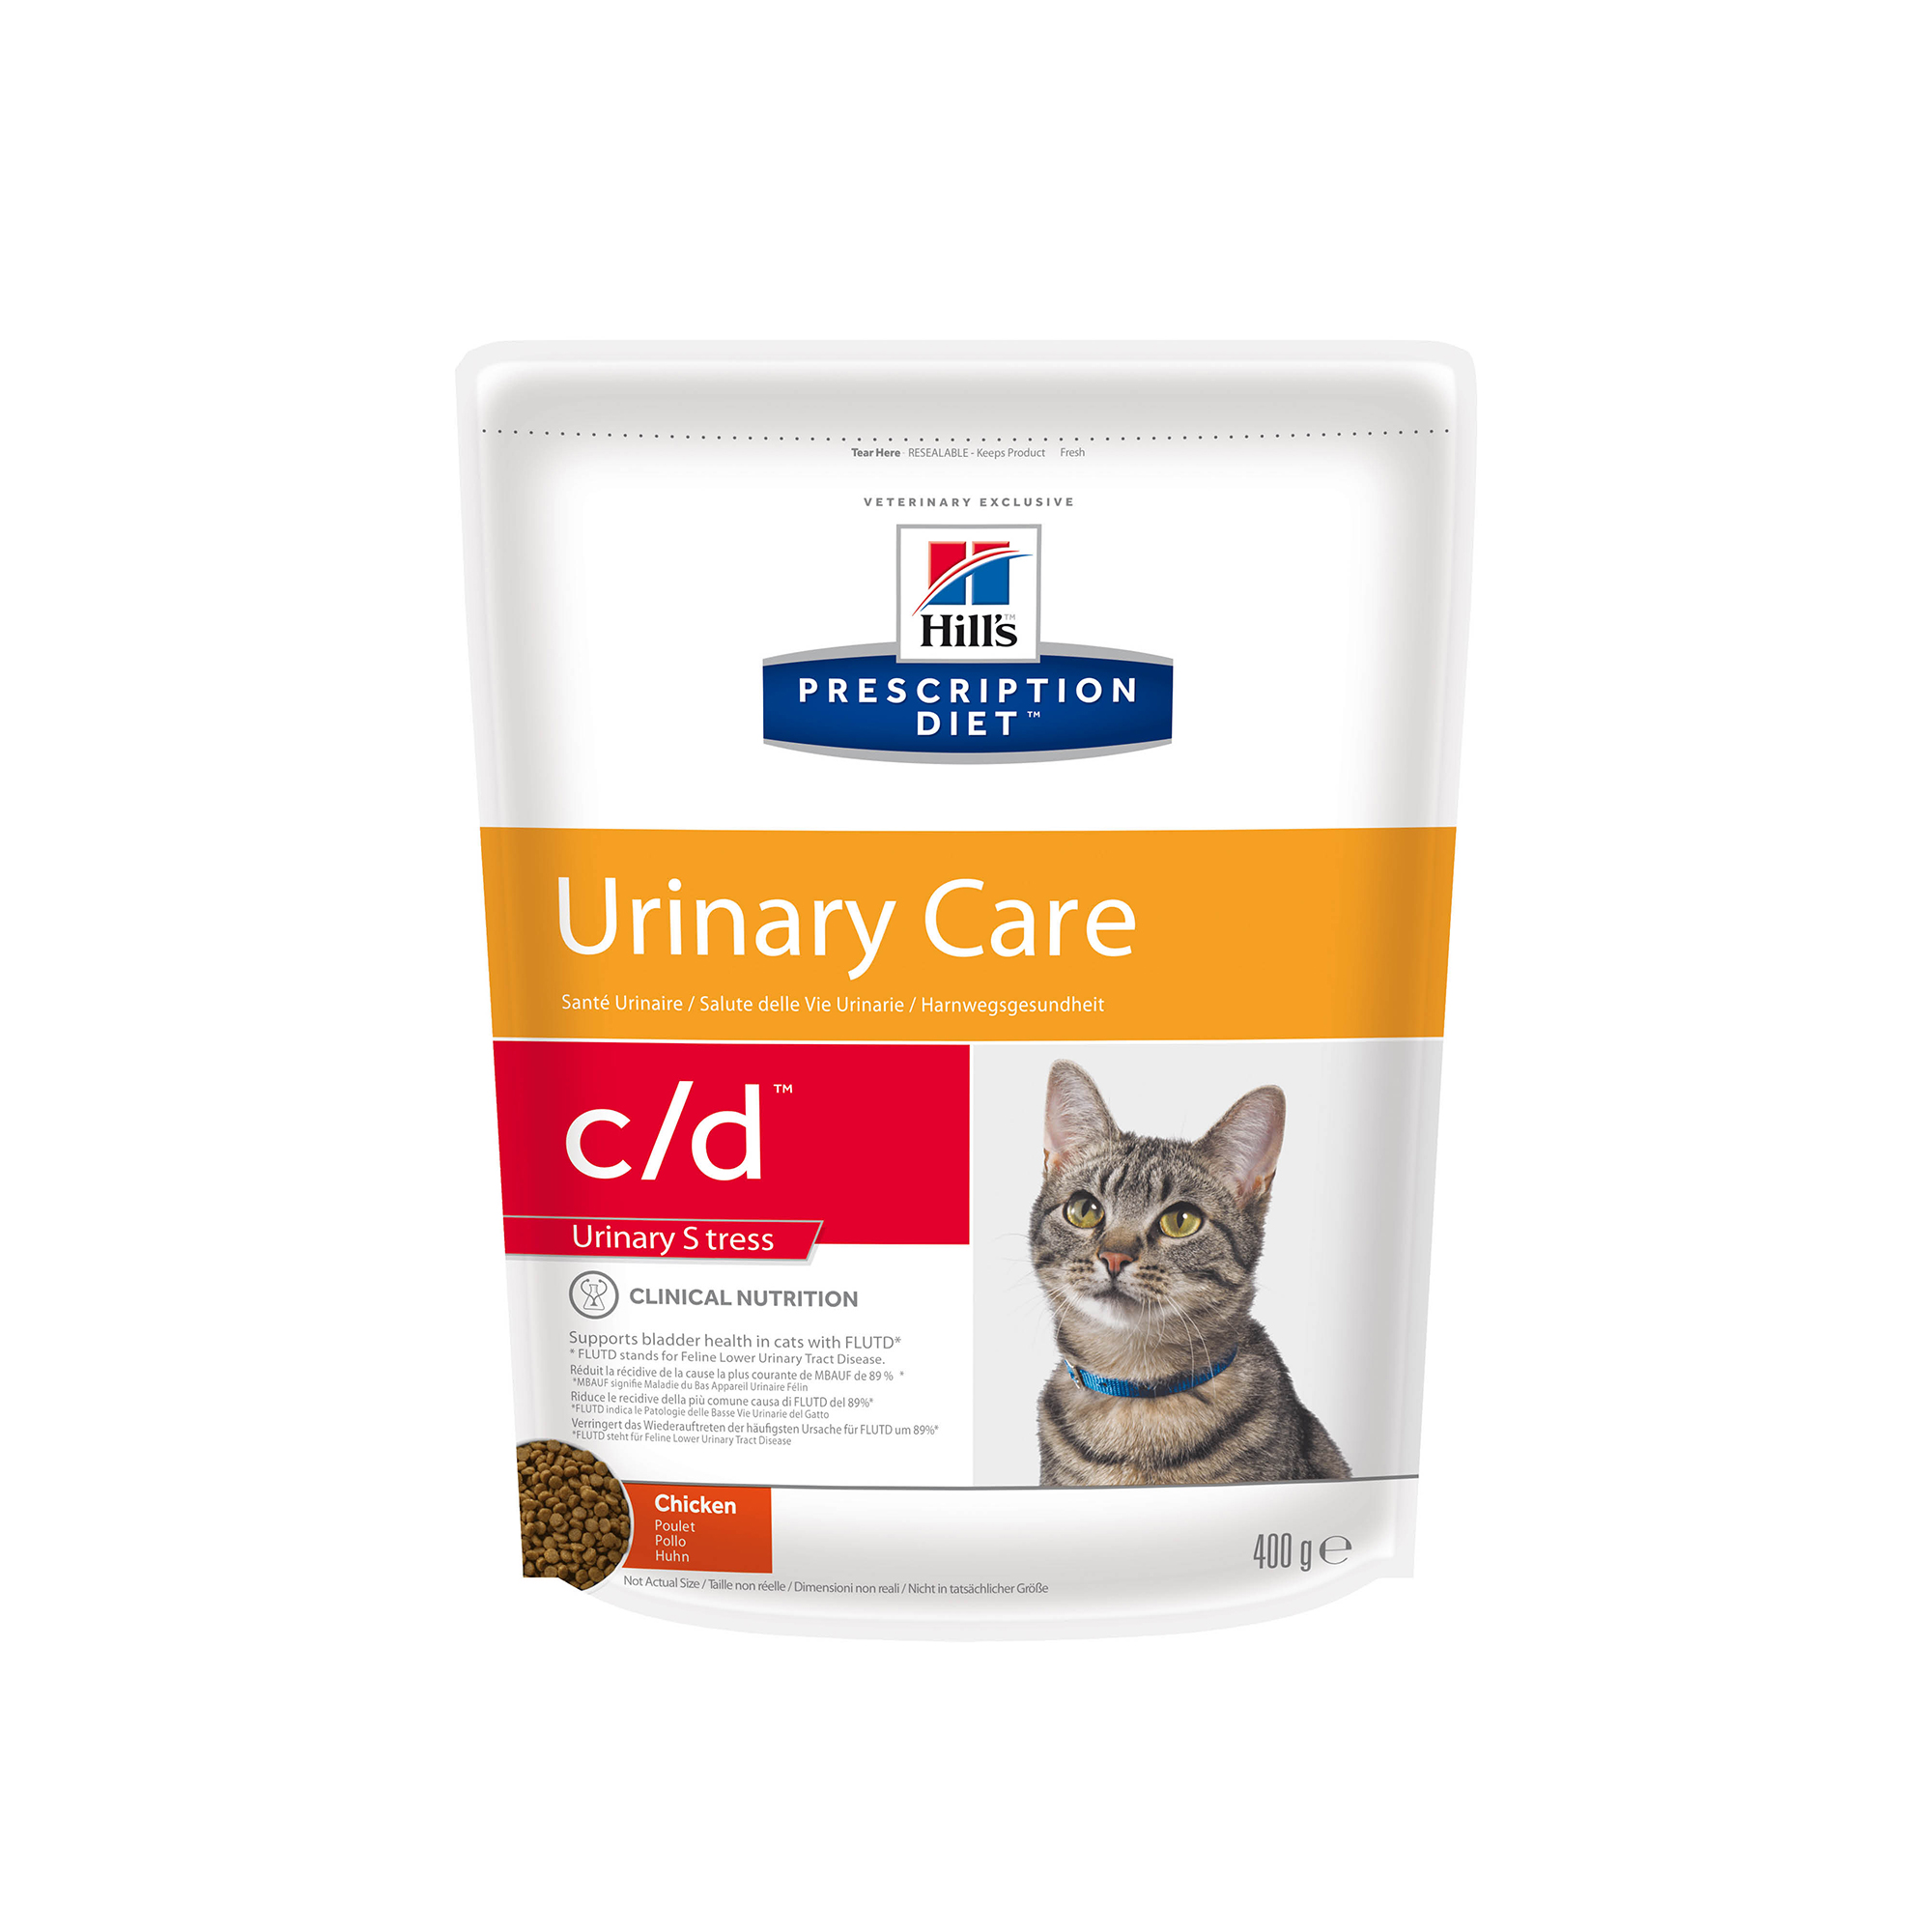 Tear Here · RESEALABLE - Keeps Product Fresh
VETERINARY EXCLUSIVE
Hill's™
PRESCRIPTION
DIET™
Urinary Care
Santé Urinaire / Salute delle Vie Urinarie / Harnwegsgesundheit
c/d™
Urinary S tress
CLINICAL NUTRITION
Supports bladder health in cats with FLUTD*
* FLUTD stands for Feline Lower Urinary Tract Disease.
Réduit la récidive de la cause la plus courante de MBAUF de 89 % *
*MBAUF signifie Maladie du Bas Appareil Urinaire Félin
Riduce le recidive della più comune causa di FLUTD del 89%*
*FLUTD indica le Patologie delle Basse Vie Urinarie del Gatto
Verringert das Wiederauftreten der häufigsten Ursache für FLUTD um 89%*
*FLUTD steht für Feline Lower Urinary Tract Disease
Chicken
Poulet
Pollo
Huhn
400 g ℮
Not Actual Size / Taille non réelle / Dimensioni non reali / Nicht in tatsächlicher Größe